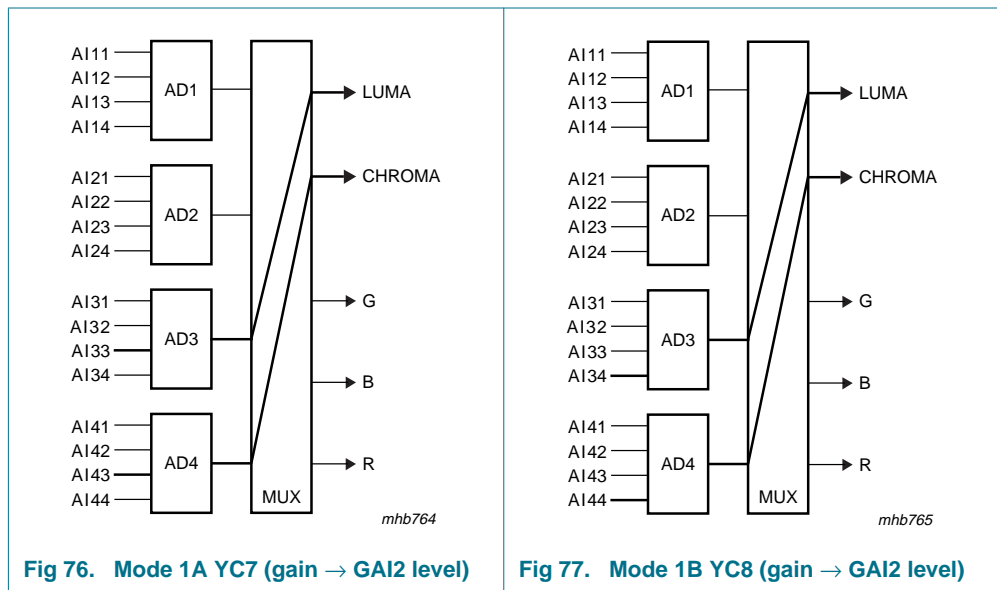 AI11
AI12
AI13
AI14
AD1
LUMA
AI21
AI22
AI23
AI24
AD2
CHROMA
AI31
AI32
AI33
AI34
AD3
G
B
AI41
AI42
AI43
AI44
AD4
R
MUX
mhb764
Fig 76. Mode 1A YC7 (gain → GAI2 level)
AI11
AI12
AI13
AI14
AD1
LUMA
AI21
AI22
AI23
AI24
AD2
CHROMA
AI31
AI32
AI33
AI34
AD3
G
B
AI41
AI42
AI43
AI44
AD4
R
MUX
mhb765
Fig 77. Mode 1B YC8 (gain → GAI2 level)